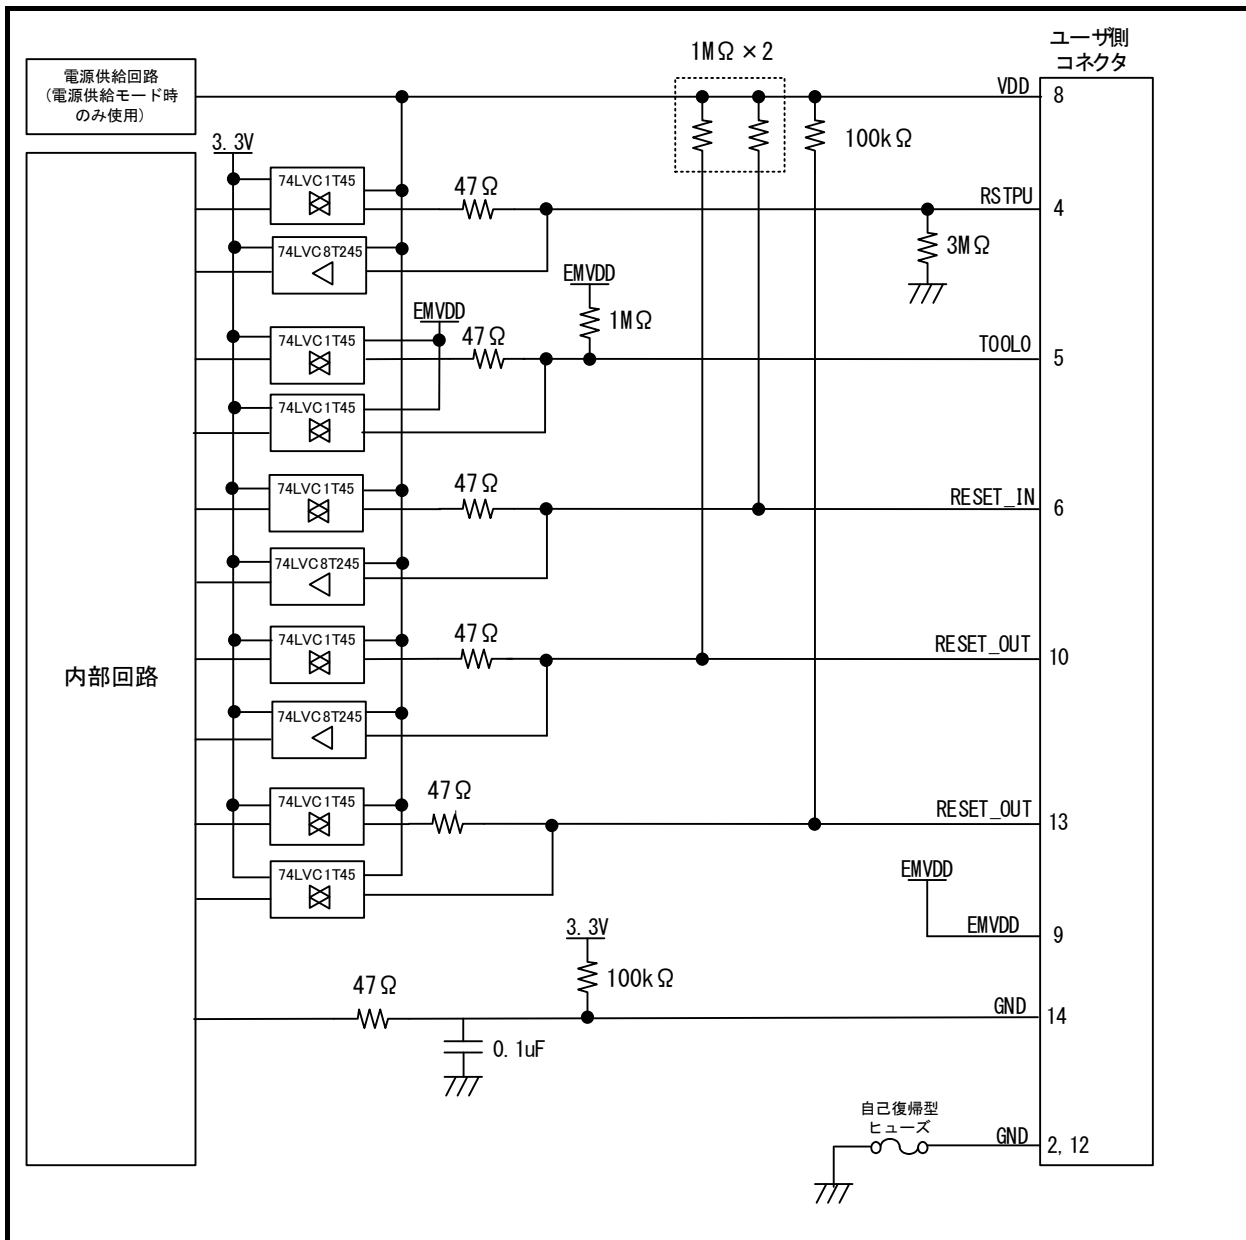 ユーザ側
コネクタ
1MΩ×2
電源供給回路
(電源供給モード時
のみ使用)
VDD
8
3.3V
100kΩ
74LVC1T45
47Ω
RSTPU
4
74LVC8T245
3MΩ
EMVDD
EMVDD
1MΩ
74LVC1T45
47Ω
TOOL0
5
74LVC1T45
74LVC1T45
47Ω
RESET_IN
6
74LVC8T245
74LVC1T45
47Ω
RESET_OUT
10
内部回路
74LVC8T245
74LVC1T45
47Ω
RESET_OUT
13
74LVC1T45
EMVDD
3.3V
EMVDD
9
47Ω
100kΩ
GND
14
0.1uF
自己復帰型
ヒューズ
GND
2,12